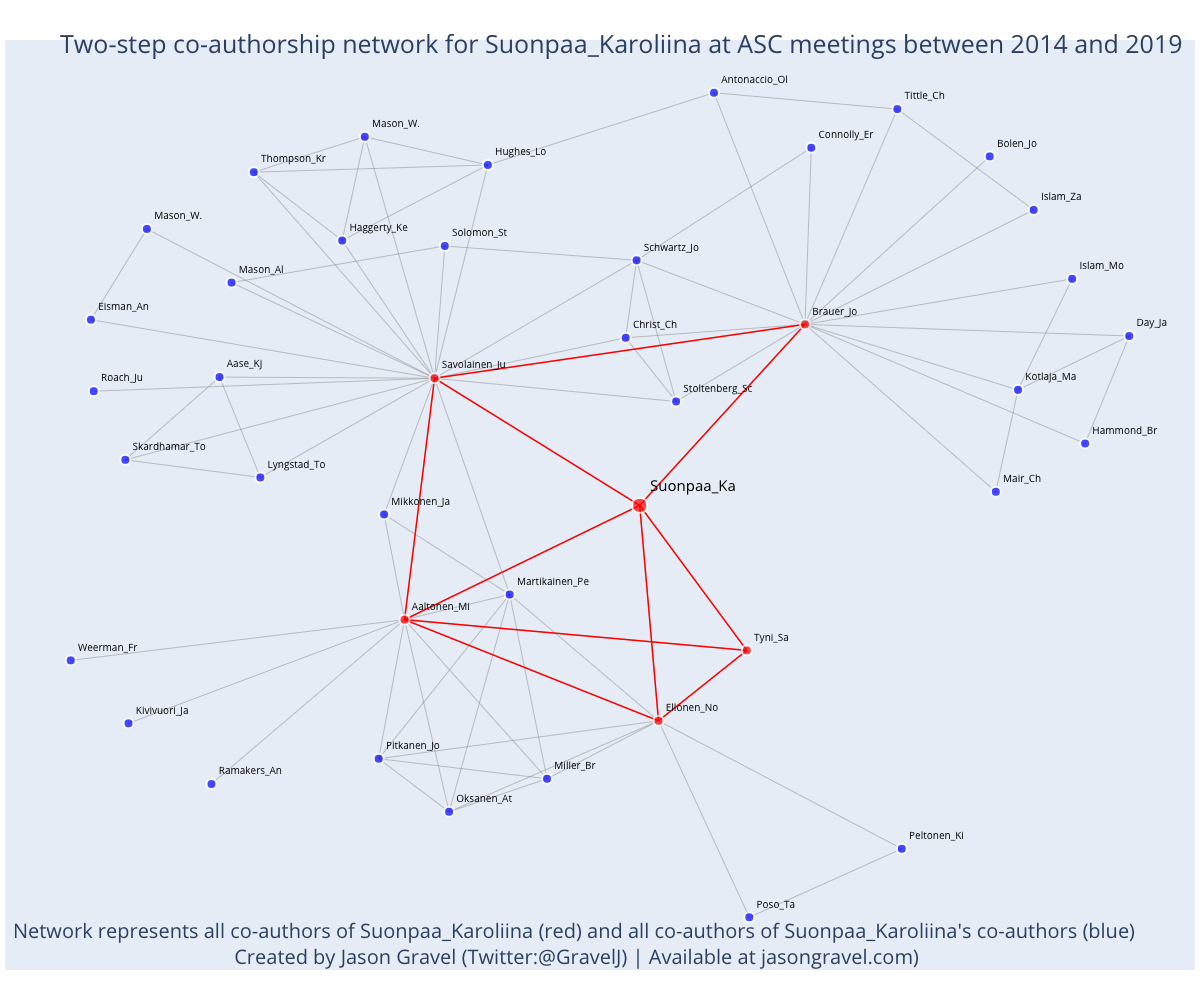 Two-step co-authorship network for Suonpaa_Karoliina at ASC meetings between 2014 and 2019
Antonaccio_Ol
Tittle_Ch
Mason_W.
Connolly_Er
Bolen_Jo
Hughes_Lo
Thompson_Kr
Islam_Za
Mason_W.
Haggerty_Ke
Solomon_St
Schwartz_Jo
Mason_Al
Islam_Mo
Eisman_An
Brauer_Jo
Day_Ja
Christ_Ch
Aase_Kj
Savolainen_Ju
Roach_Ju
Kotlaja_Ma
Stoltenberg_Sc
Hammond_Br
Skardhamar_To
Lyngstad_To
Mair_Ch
Suonpaa_Ka
Mikkonen_Ja
Martikainen_Pe
Aaltonen_Mi
Tyni_Sa
Weerman_Fr
Ellonen_No
Kivivuori_Ja
Pitkanen_Jo
Miller_Br
Ramakers_An
Oksanen_At
Peltonen_Ki
Poso_Ta
Network represents all co-authors of Suonpaa_Karoliina (red) and all co-authors of Suonpaa_Karoliina's co-authors (blue)
Created by Jason Gravel (Twitter:@GravelJ) | Available at jasongravel.com)